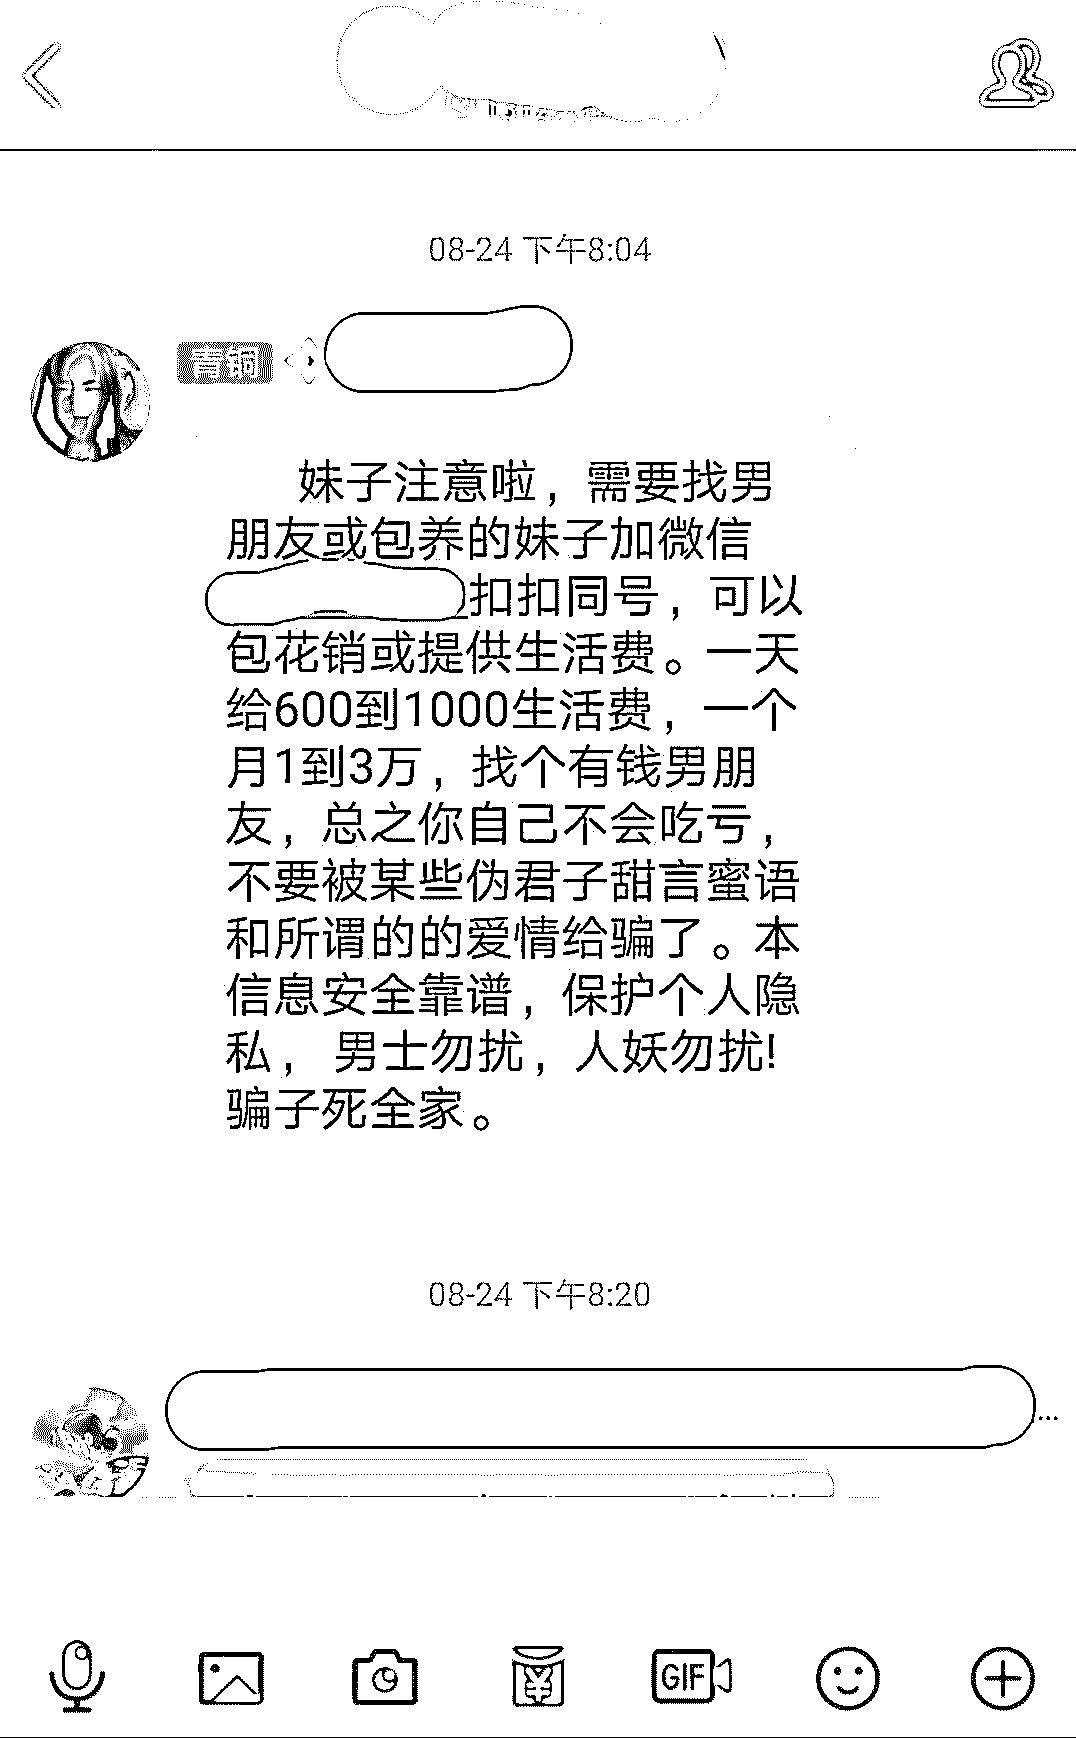 08-24 下午8:04
青铜
妹子注意啦，需要找男
朋友或包养的妹子加微信
扣扣同号，可以
包花销或提供生活费。一天
给600到1000生活费，一个
月1到3万，找个有钱男朋
友，总之你自己不会吃亏，
不要被某些伪君子甜言蜜语
和所谓的的爱情给骗了。本
信息安全靠谱，保护个人隐
私，男士勿扰，人妖勿扰!
骗子死全家。
08-24 下午8:20
...
GIF